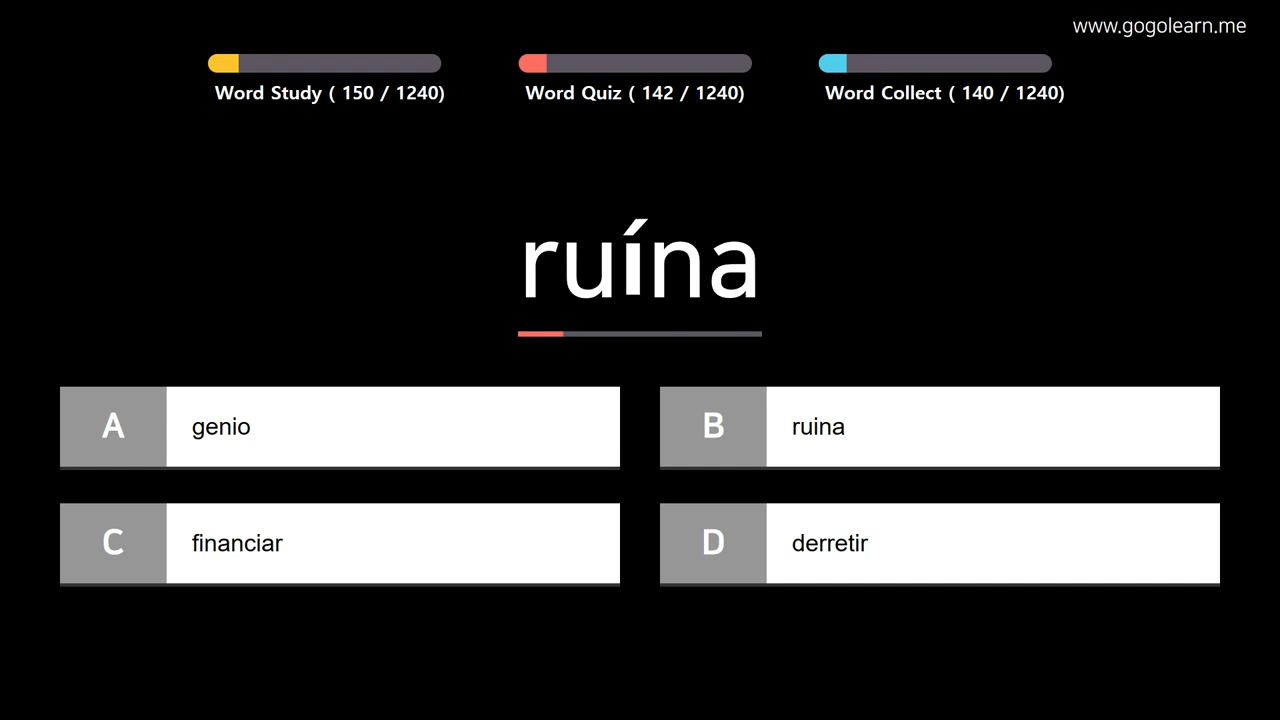 www.gogolearn.me
Word Study ( 150 / 1240)
Word Quiz ( 142 / 1240)
Word Collect ( 140 / 1240)
ruína
A genio
B ruina
C financiar
D derretir